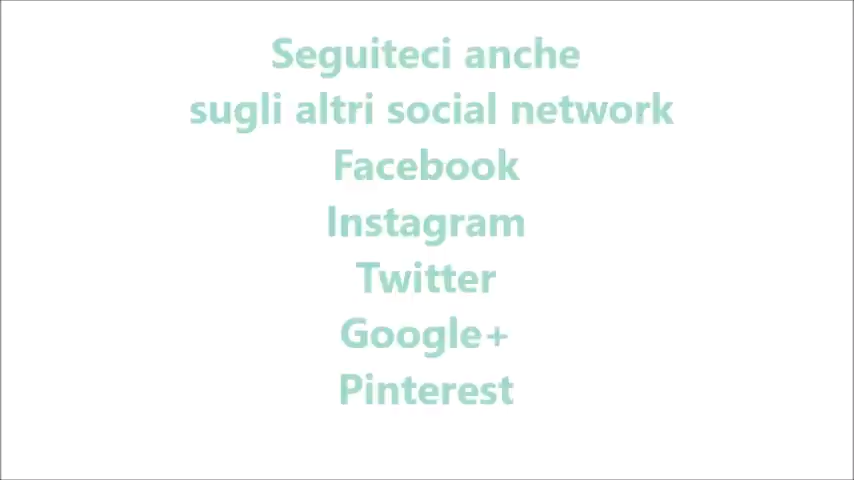 Seguiteci anche
sugli altri social network
Facebook
Instagram
Twitter
Google+
Pinterest